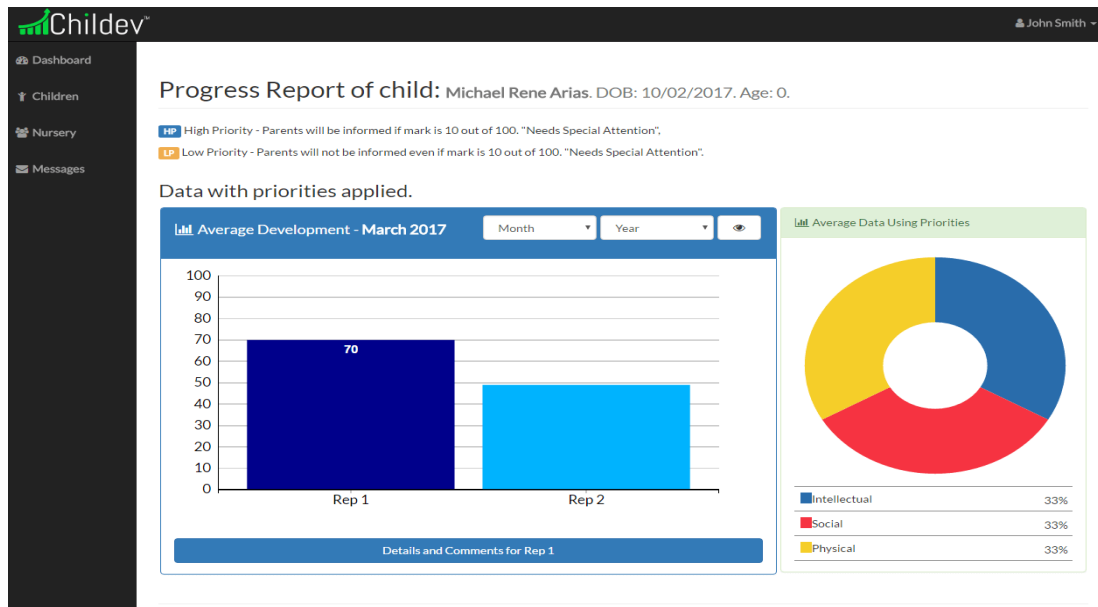 Childev™
John Smith
Dashboard
Children
Nursery
Messages
Progress Report of child: Michael Rene Arias. DOB: 10/02/2017. Age: 0.
HP High Priority - Parents will be informed if mark is 10 out of 100. "Needs Special Attention",
LP Low Priority - Parents will not be informed even if mark is 10 out of 100. "Needs Special Attention".
Data with priorities applied.
Average Development - March 2017
Month
Year
100
90
80
70
60
50
40
30
20
10
0
70
Rep 1
Rep 2
Details and Comments for Rep 1
Average Data Using Priorities
Intellectual 33%
Social 33%
Physical 33%